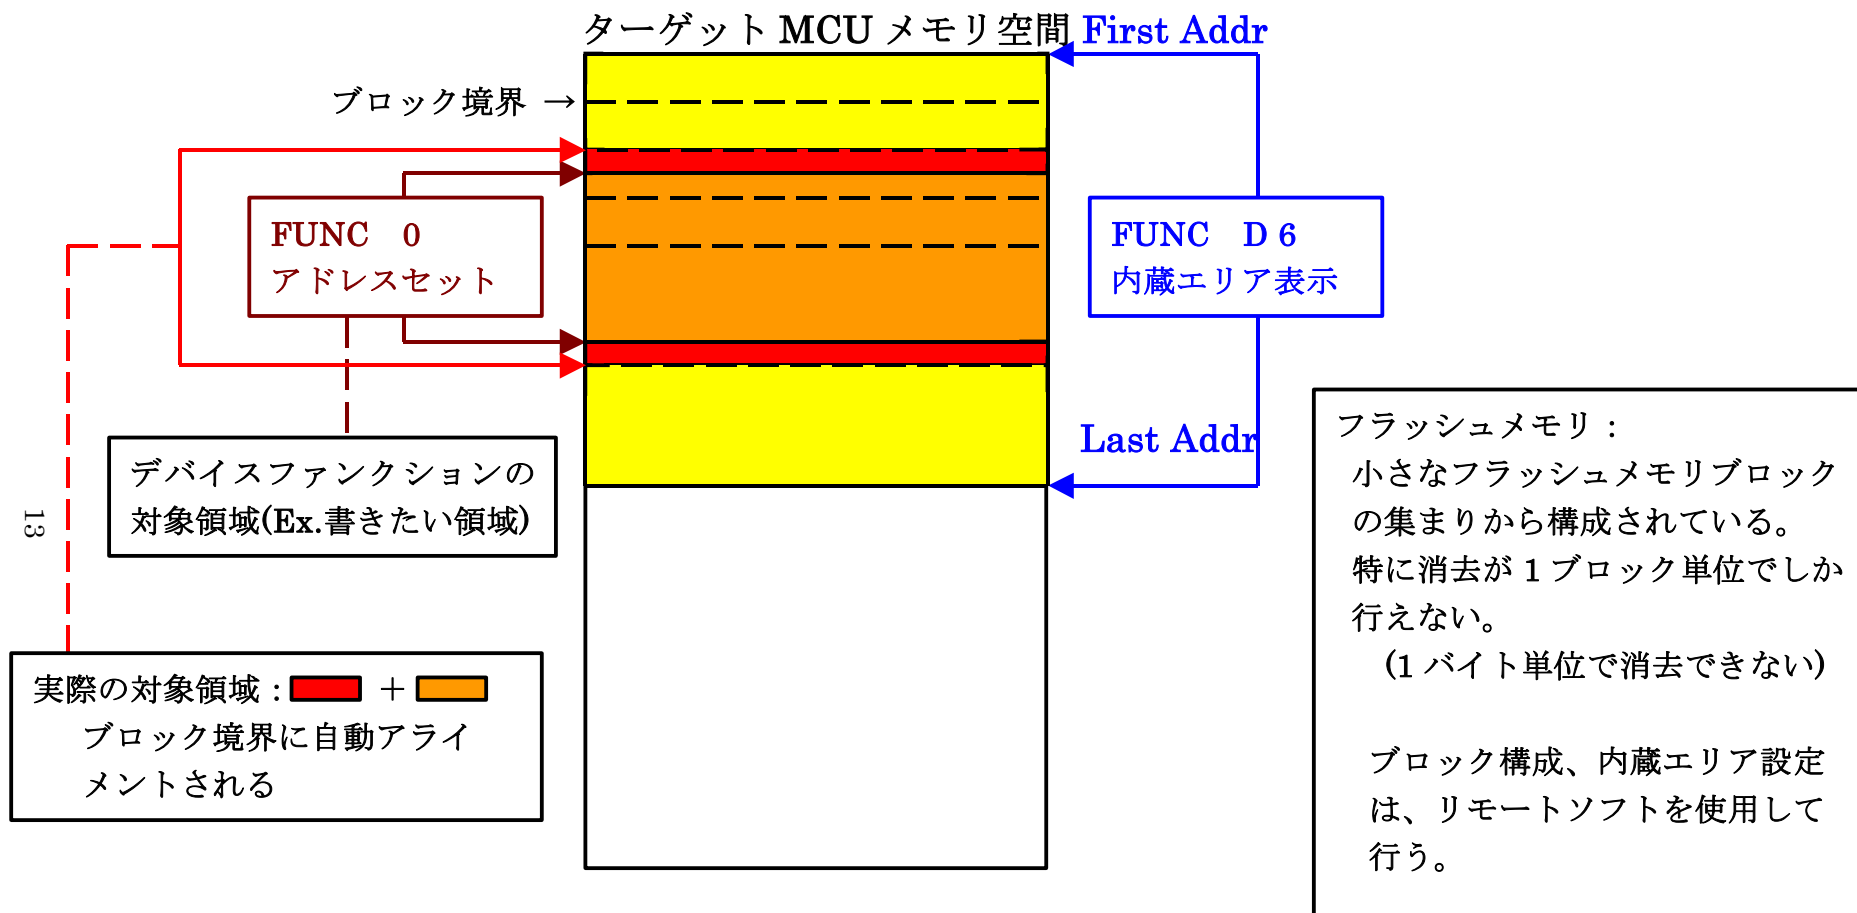 ターゲット MCU メモリ空間 First Addr
ブロック境界 →
FUNC　0
アドレスセット
FUNC　D 6
内蔵エリア表示
Last Addr
デバイスファンクションの
対象領域(Ex.書きたい領域)
13
実際の対象領域 : ＋
ブロック境界に自動アライ
メントされる
フラッシュメモリ :
小さなフラッシュメモリブロック
の集まりから構成されている。
特に消去が 1 ブロック単位でしか
行えない。
(1 バイト単位で消去できない)
ブロック構成、内蔵エリア設定
は、リモートソフトを使用して
行う。